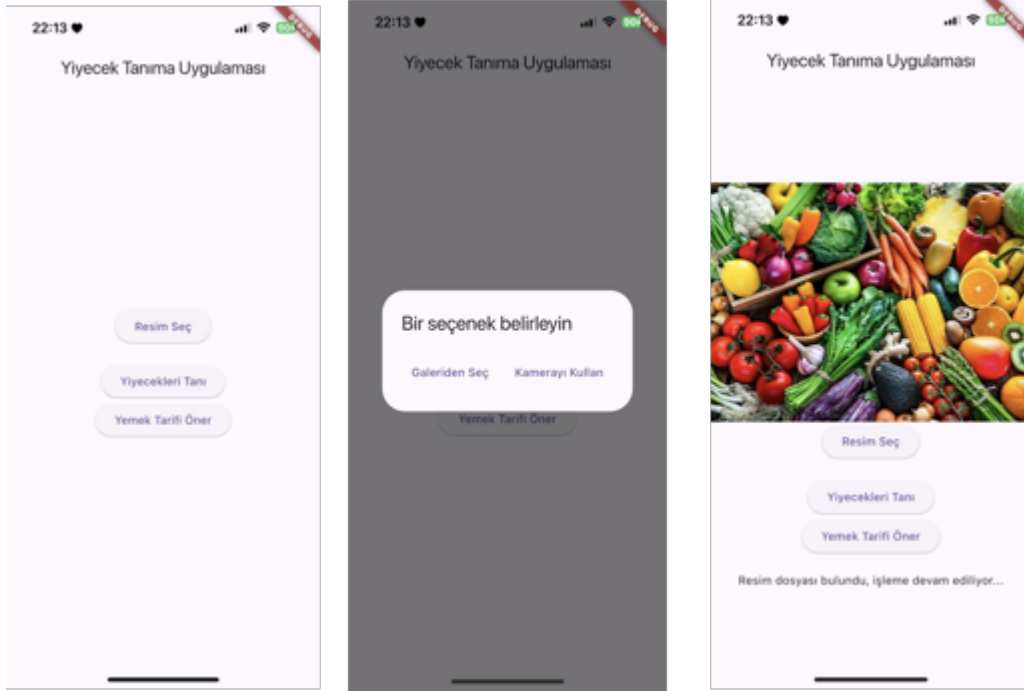 22:13
DEBUG
Yiyecek Tanıma Uygulaması
Resim Seç
Yiyecekleri Tanı
Yemek Tarifi Öner
22:13
DEBUG
Yiyecek Tanıma Uygulaması
Bir seçenek belirleyin
Galeriden Seç Kamerayı Kullan
Yemek Tarifi Öner
22:13
Yiyecek Tanıma Uygulaması
Resim Seç
Yiyecekleri Tanı
Yemek Tarifi Öner
Resim dosyası bulundu, işleme devam ediliyor...